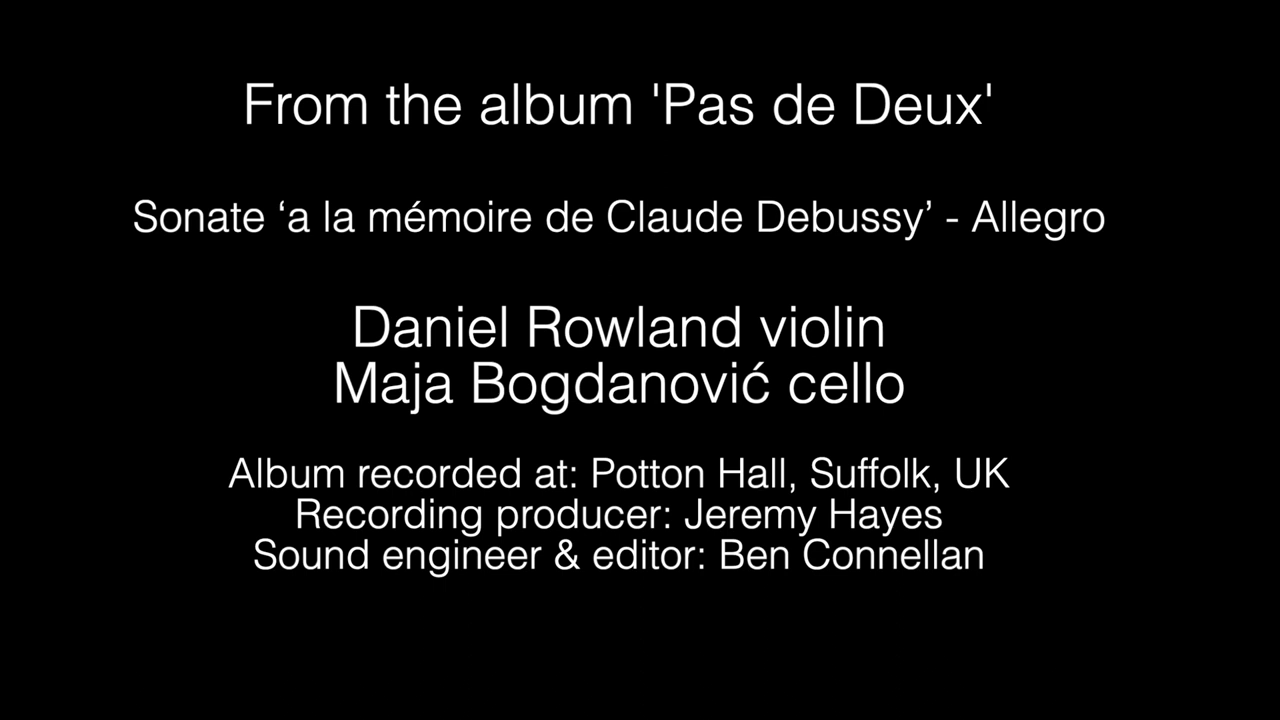 From the album 'Pas de Deux'
Sonate ‘a la mémoire de Claude Debussy’ - Allegro
Daniel Rowland violin
Maja Bogdanović cello
Album recorded at: Potton Hall, Suffolk, UK
Recording producer: Jeremy Hayes
Sound engineer & editor: Ben Connellan